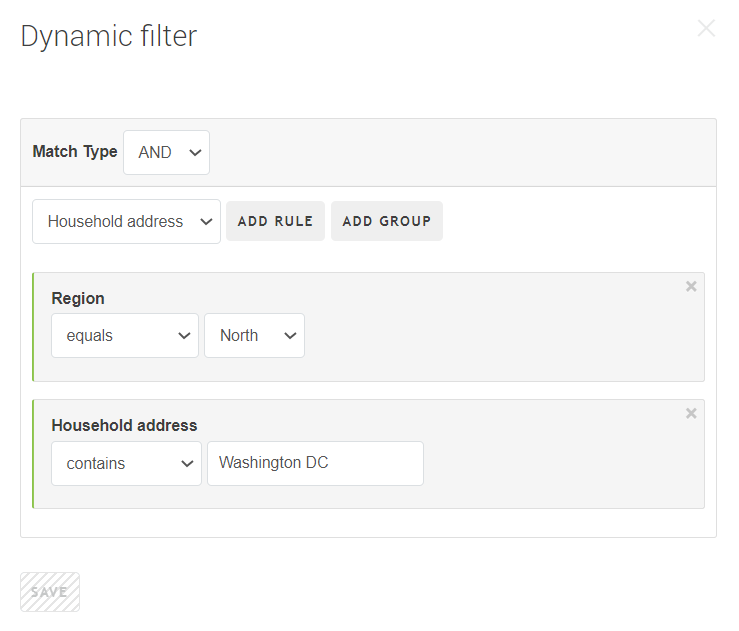 Dynamic filter
Match Type AND
Household address ADD RULE ADD GROUP
Region
equals North
Household address
contains Washington DC
SAVE